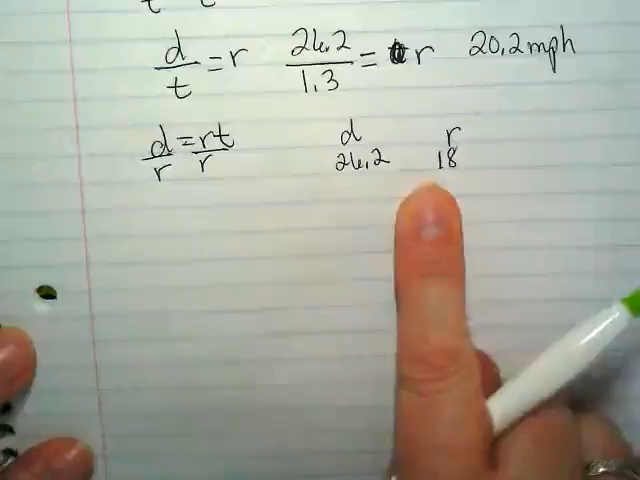 t t
d/t = r 26.2/1.3 = r 20.2 mph
d/r = rt/r d r
26.2 18